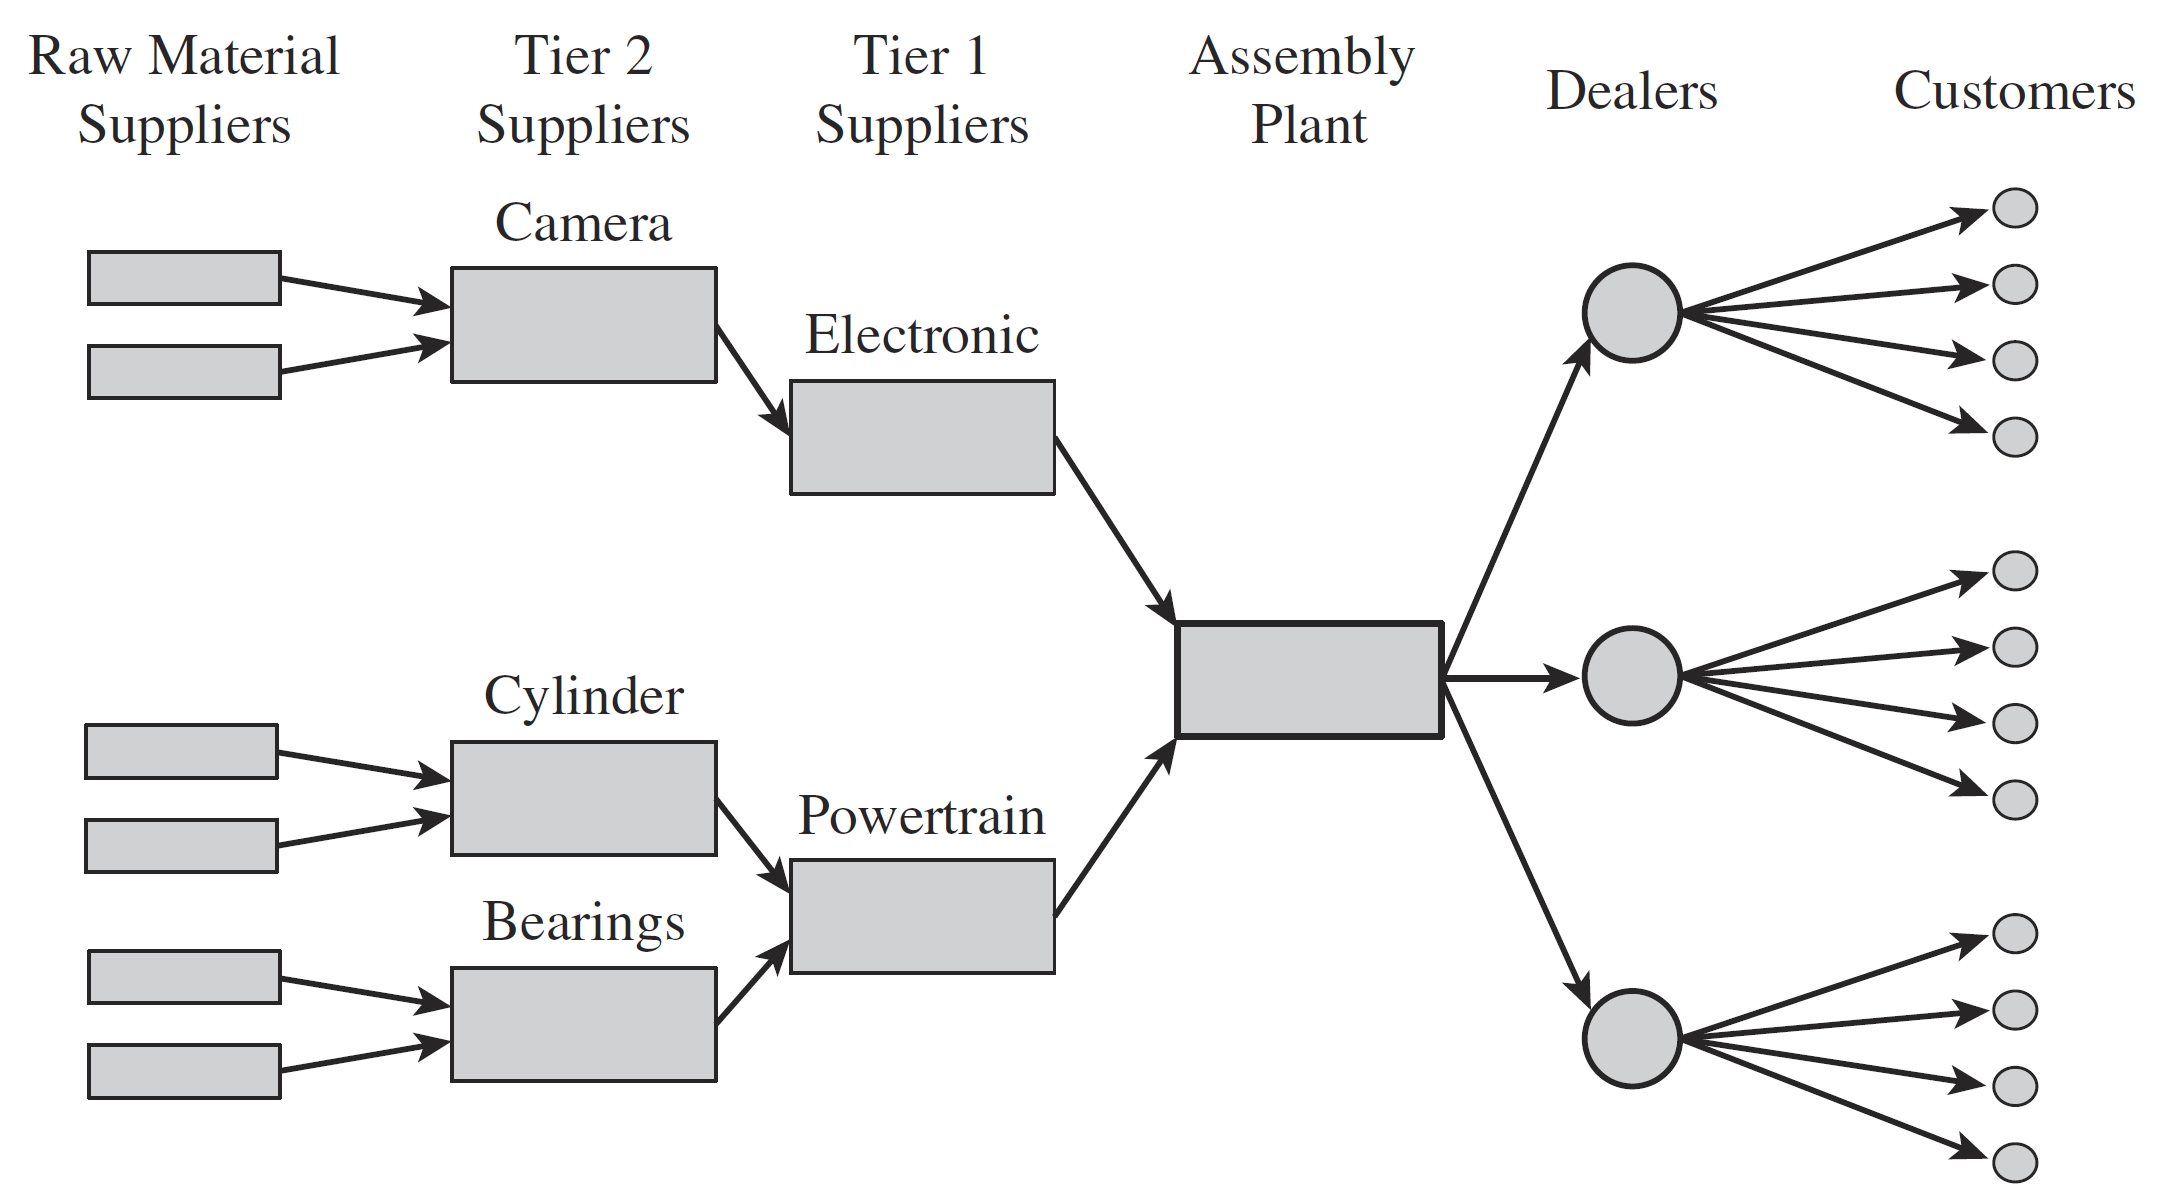 Raw Material
Suppliers
Tier 2
Suppliers
Tier 1
Suppliers
Assembly
Plant
Dealers
Customers
Camera
Electronic
Cylinder
Powertrain
Bearings